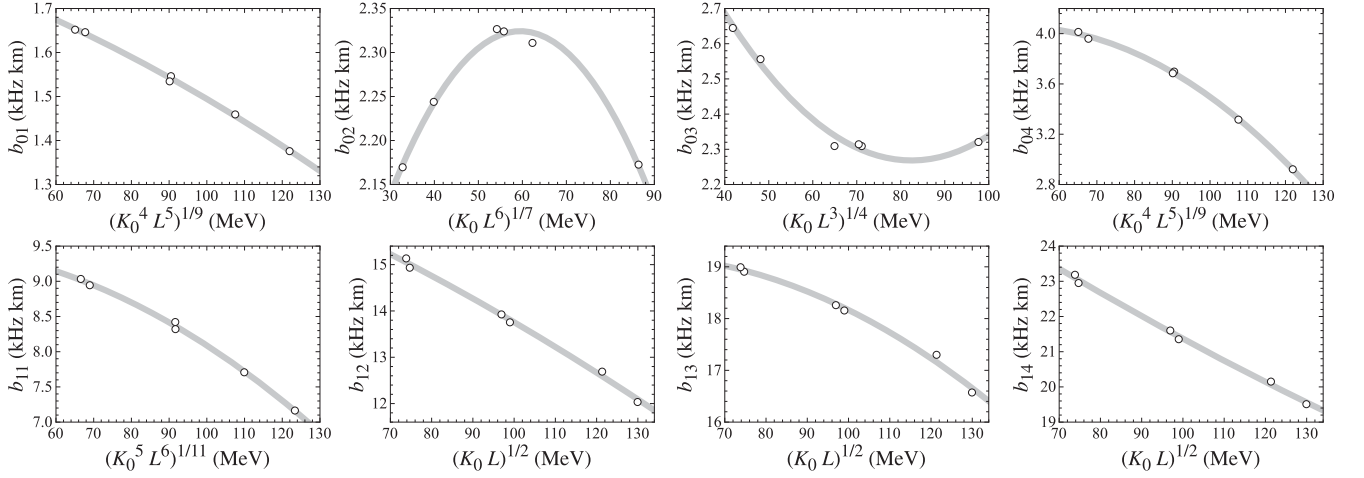 1.7 1.6 1.5 1.4 1.3
b01 (kHz km)
60 70 80 90 100 110 120 130
(K0^4 L^5)^1/9 (MeV)
2.35 2.30 2.25 2.20 2.15
b02 (kHz km)
30 40 50 60 70 80 90
(K0 L^6)^1/7 (MeV)
2.7 2.6 2.5 2.4 2.3 2.2
b03 (kHz km)
40 50 60 70 80 90 100
(K0 L^3)^1/4 (MeV)
4.0 3.6 3.2 2.8
b04 (kHz km)
60 70 80 90 100 110 120 130
(K0^4 L^5)^1/9 (MeV)
9.5 9.0 8.5 8.0 7.5 7.0
b11 (kHz km)
60 70 80 90 100 110 120 130
(K0^5 L^6)^1/11 (MeV)
15 14 13 12
b12 (kHz km)
70 80 90 100 110 120 130
(K0 L)^1/2 (MeV)
19 18 17 16
b13 (kHz km)
70 80 90 100 110 120 130
(K0 L)^1/2 (MeV)
24 23 22 21 20 19
b14 (kHz km)
70 80 90 100 110 120 130
(K0 L)^1/2 (MeV)